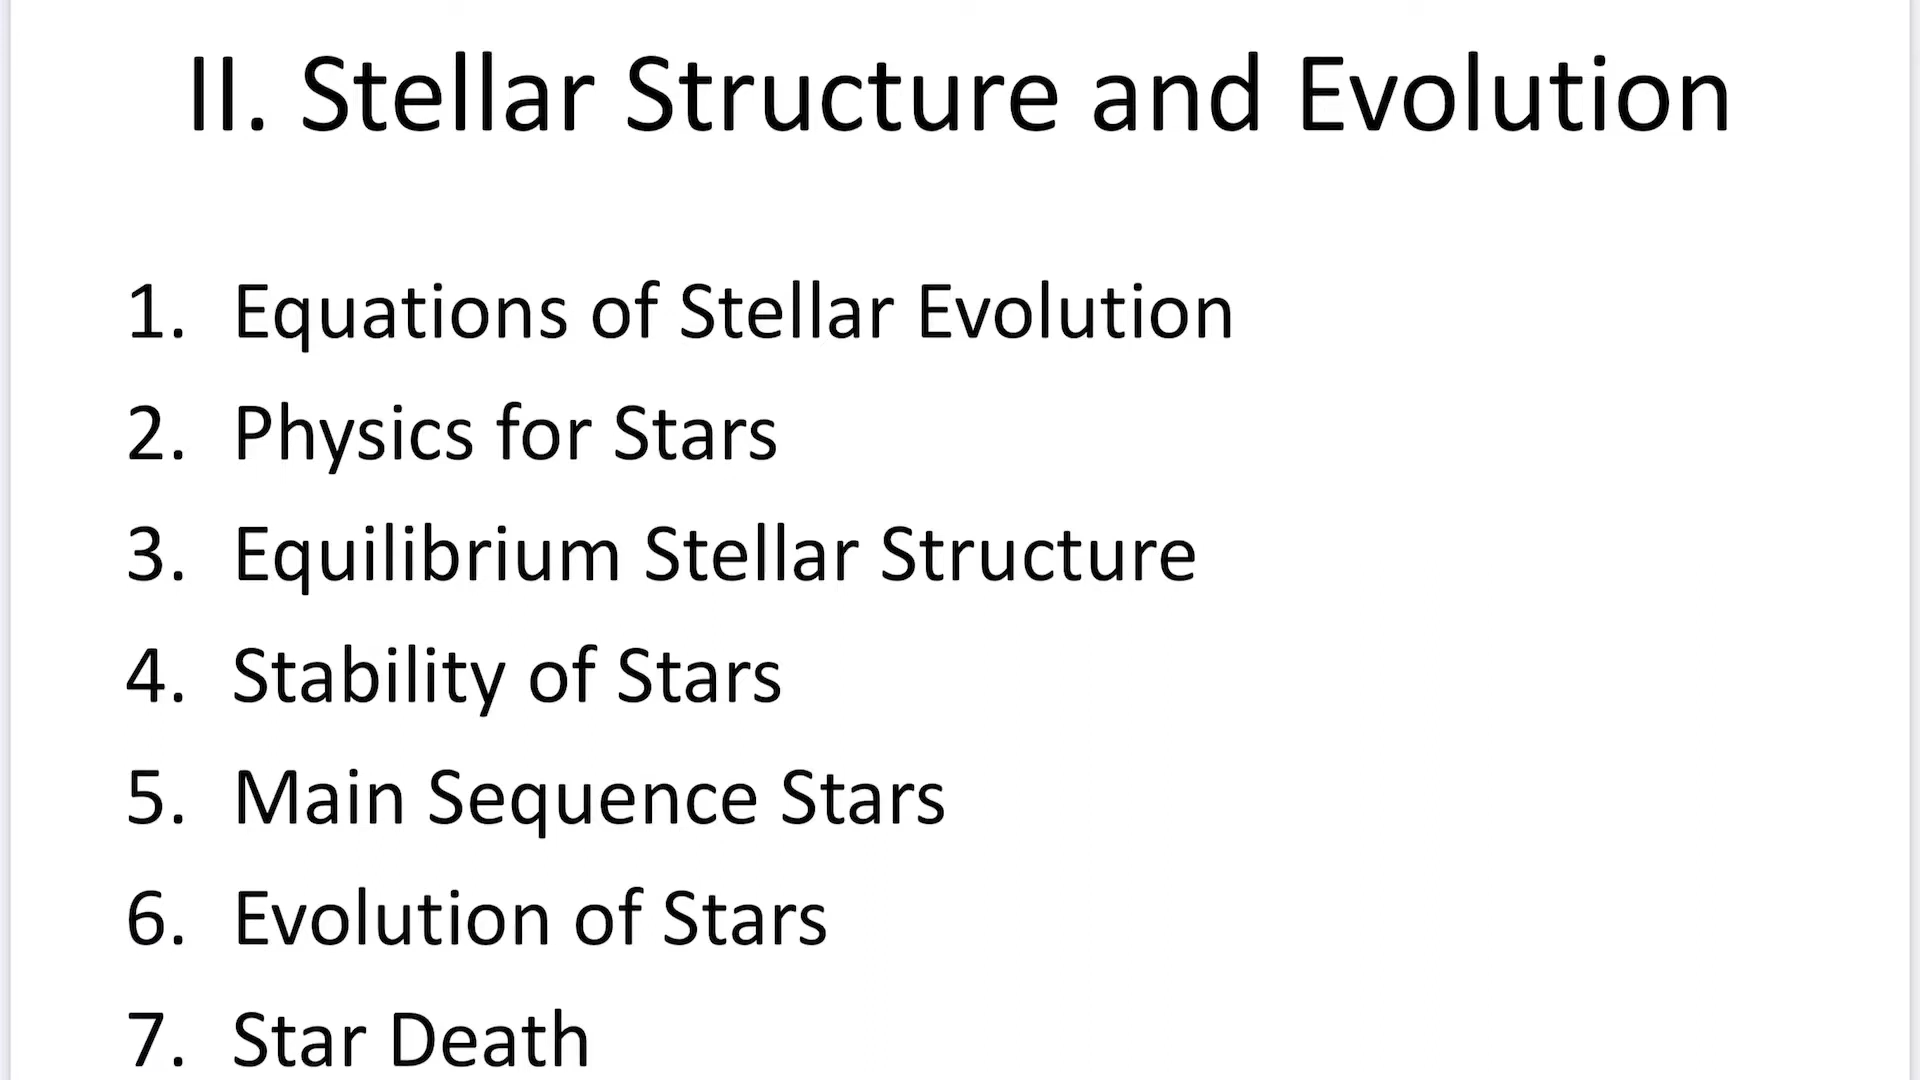 II. Stellar Structure and Evolution
1. Equations of Stellar Evolution
2. Physics for Stars
3. Equilibrium Stellar Structure
4. Stability of Stars
5. Main Sequence Stars
6. Evolution of Stars
7. Star Death